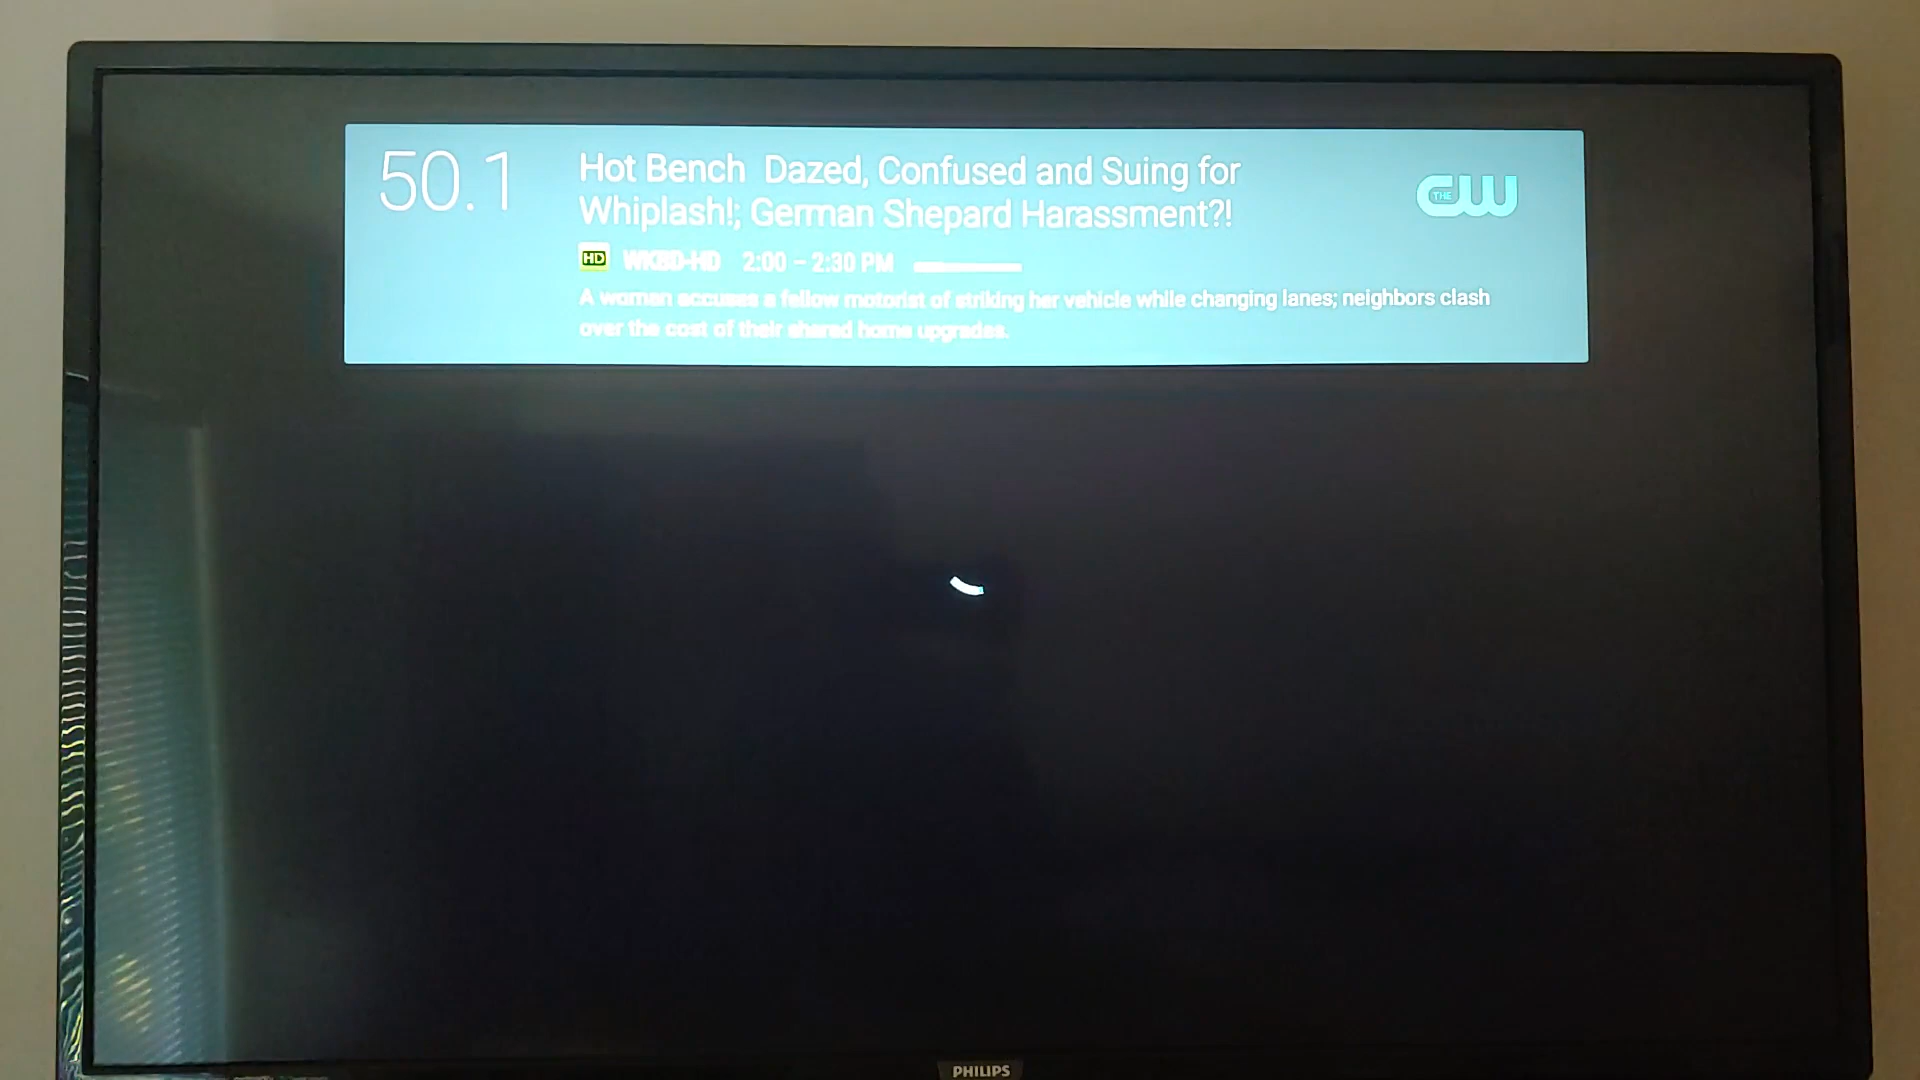 50.1
Hot Bench Dazed, Confused and Suing for
Whiplash!; German Shepard Harassment?!
THE CW
HD WKBD-HD 2:00 – 2:30 PM
A woman accuses a fellow motorist of striking her vehicle while changing lanes; neighbors clash
over the cost of their shared home upgrades.
PHILIPS